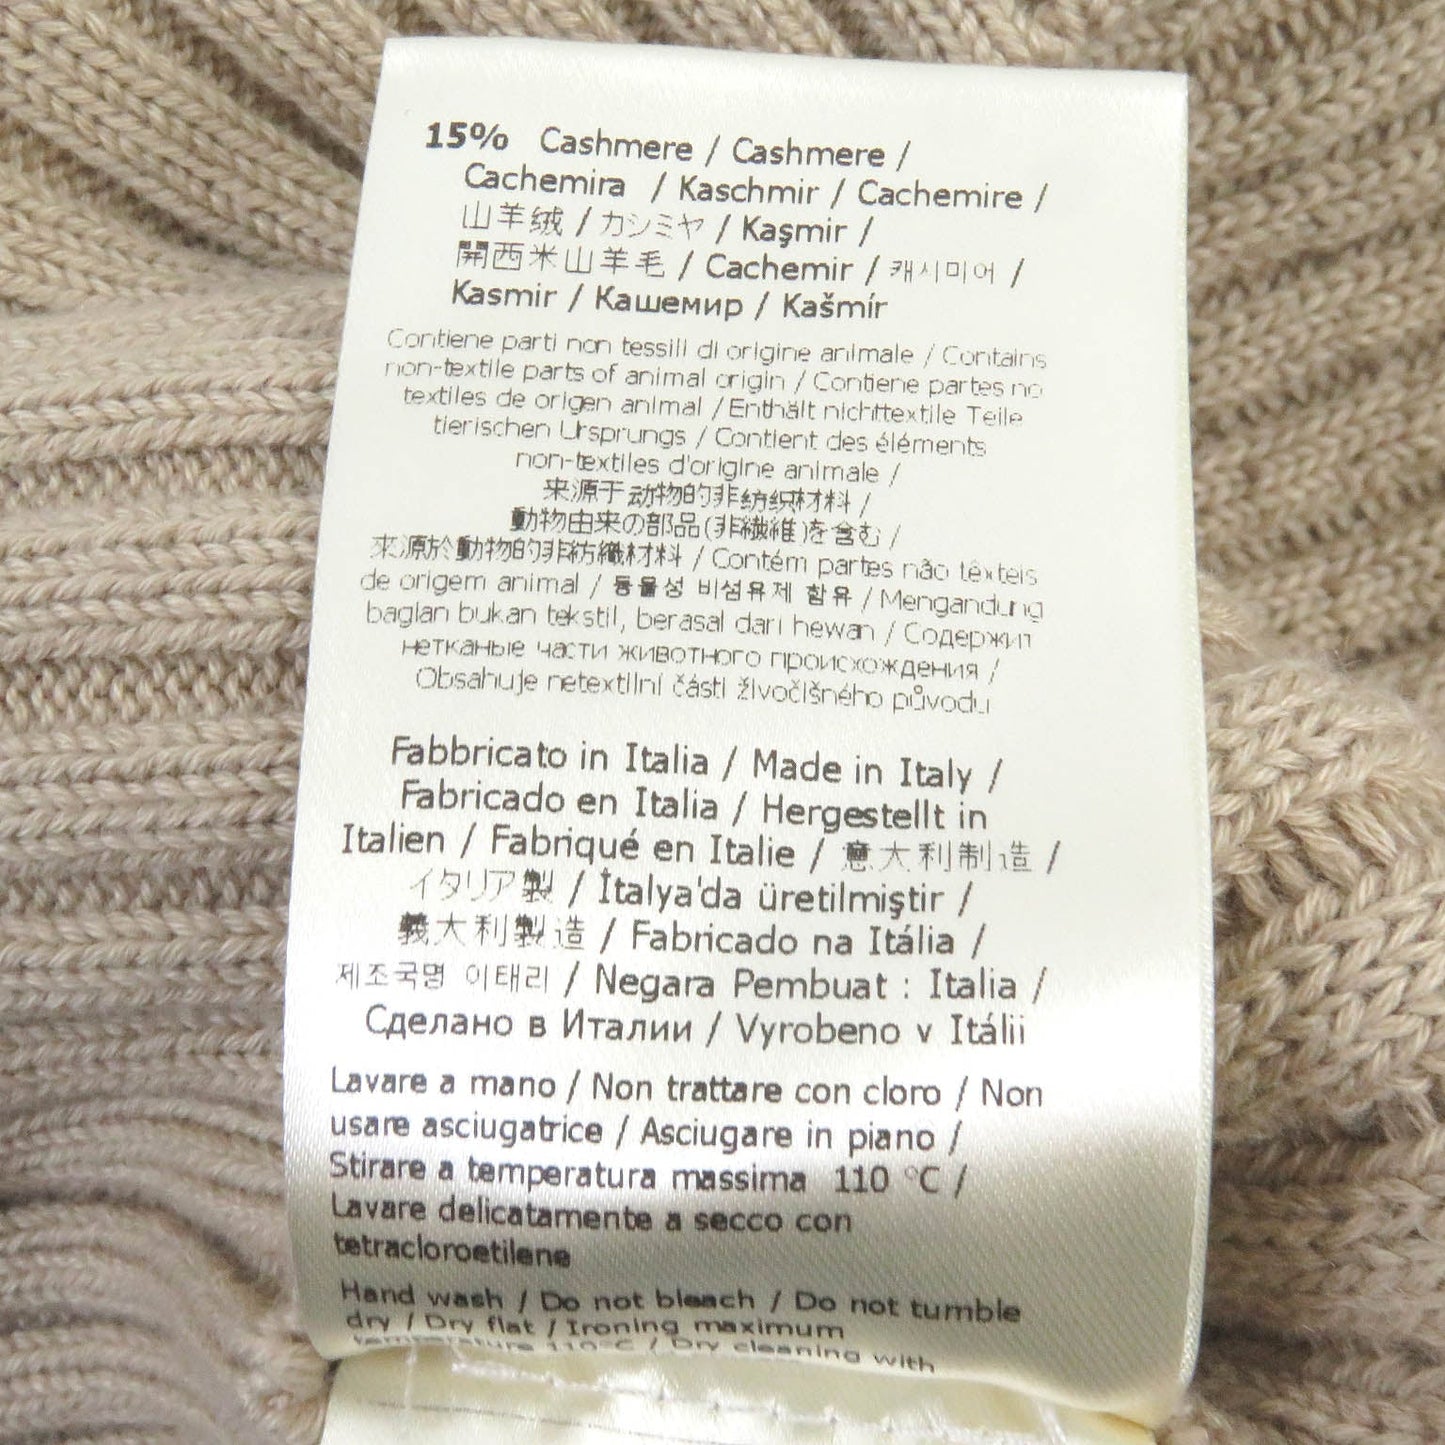 15% Cashmere / Cashmere /
Cachemira / Kaschmir / Cachemire /
山羊绒 / カシミヤ / Kaşmir /
開西米山羊毛 / Cachemir / 캐시미어 /
Kasmir / Кашемир / Kašmír
Contiene parti non tessili di origine animale / Contains
non-textile parts of animal origin / Contiene partes no
textiles de origen animal / Enthält nichttextile Teile
tierischen Ursprungs / Contient des éléments
non-textiles d'origine animale /
来源于动物的非纺织材料 /
動物由来の部品(非繊維)を含む /
來源於動物的非紡織材料 / Contém partes não têxteis
de origem animal / 동물성 비섬유제 함유 / Mengandung
baglan bukan tekstil, berasal dari hewan / Содержит
нетканые части животного происхождения /
Obsahuje netextilní části živočišného původu
Fabbricato in Italia / Made in Italy /
Fabricado en Italia / Hergestellt in
Italien / Fabriqué en Italie / 意大利制造 /
イタリア製 / İtalya'da üretilmiştir /
義大利製造 / Fabricado na Itália /
제조국명 이태리 / Negara Pembuat : Italia /
Сделано в Италии / Vyrobeno v Itálii
Lavare a mano / Non trattare con cloro / Non
usare asciugatrice / Asciugare in piano /
Stirare a temperatura massima 110 °C /
Lavare delicatamente a secco con
tetracloroetilene
Hand wash / Do not bleach / Do not tumble
dry / Dry flat / Ironing maximum
temperature 110°C / Dry cleaning with